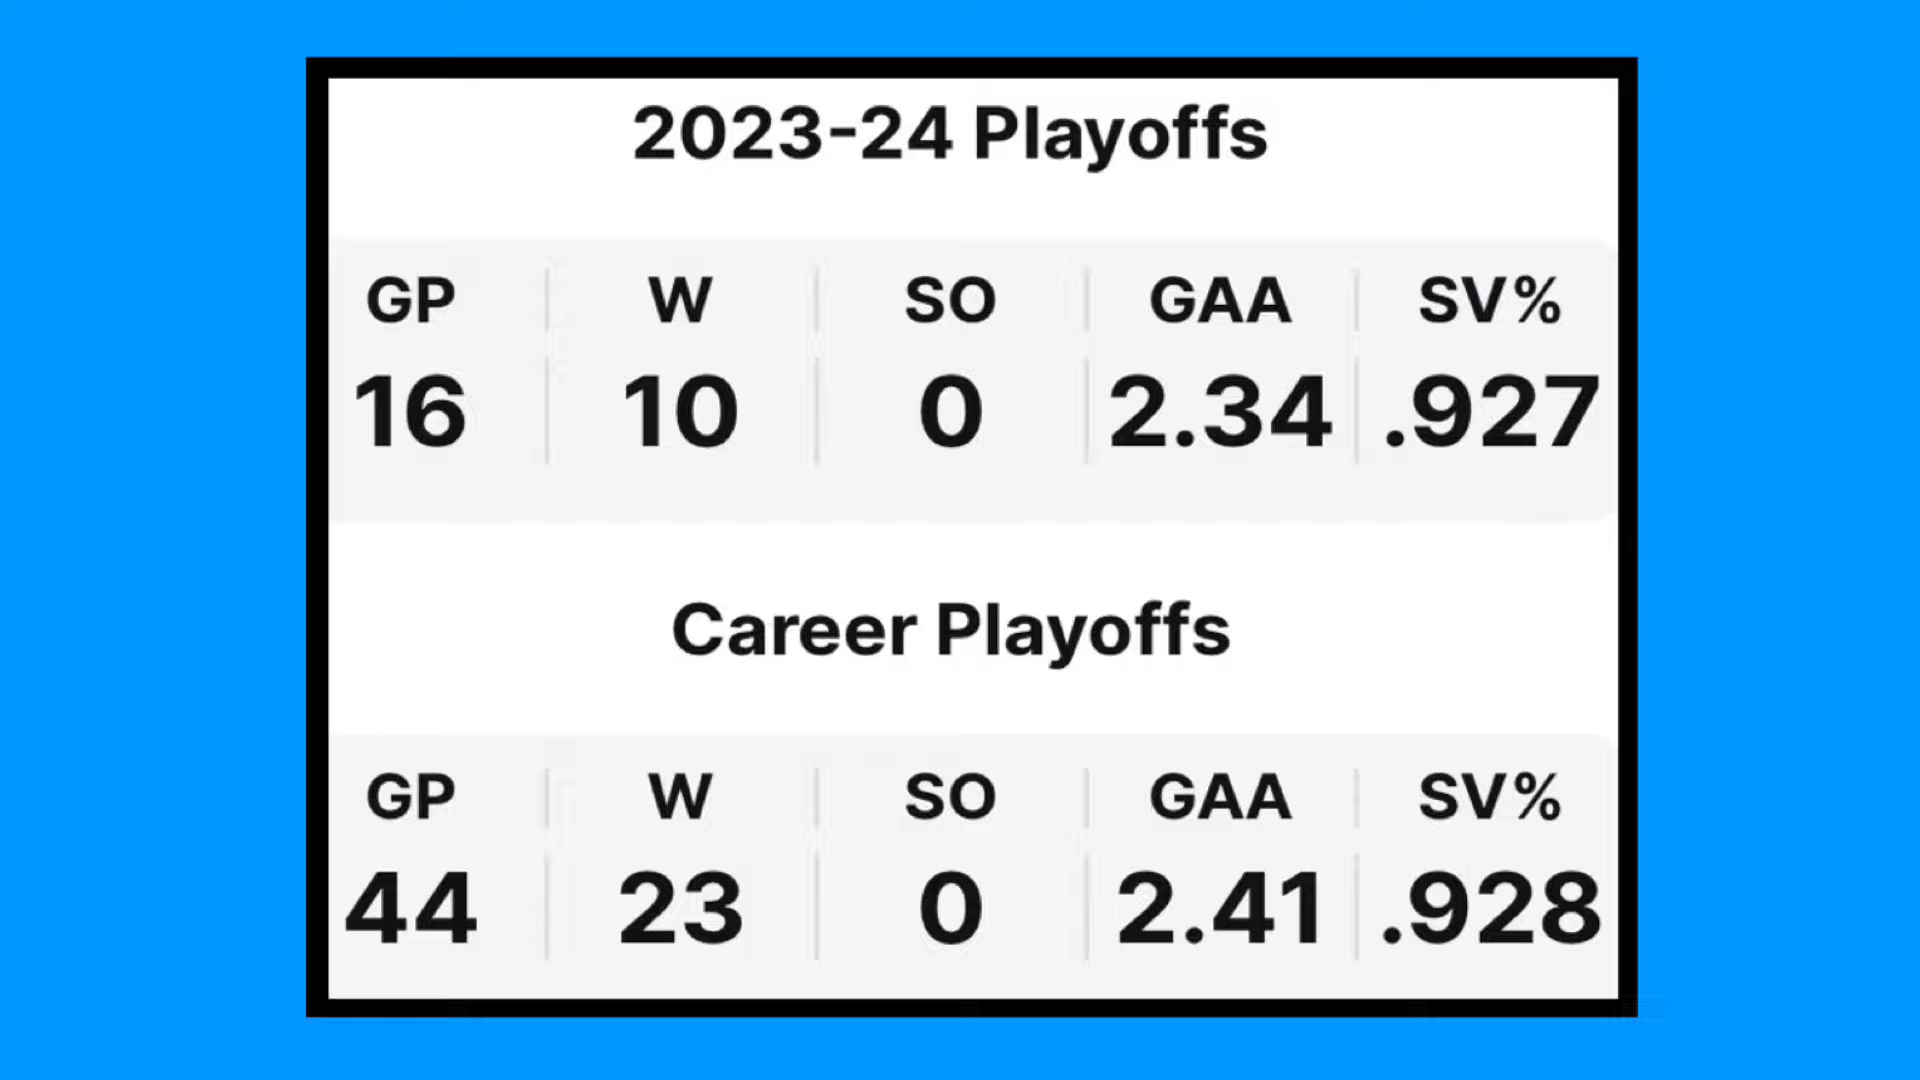 2023-24 Playoffs
GP W SO GAA SV%
16 10 0 2.34 .927
Career Playoffs
GP W SO GAA SV%
44 23 0 2.41 .928